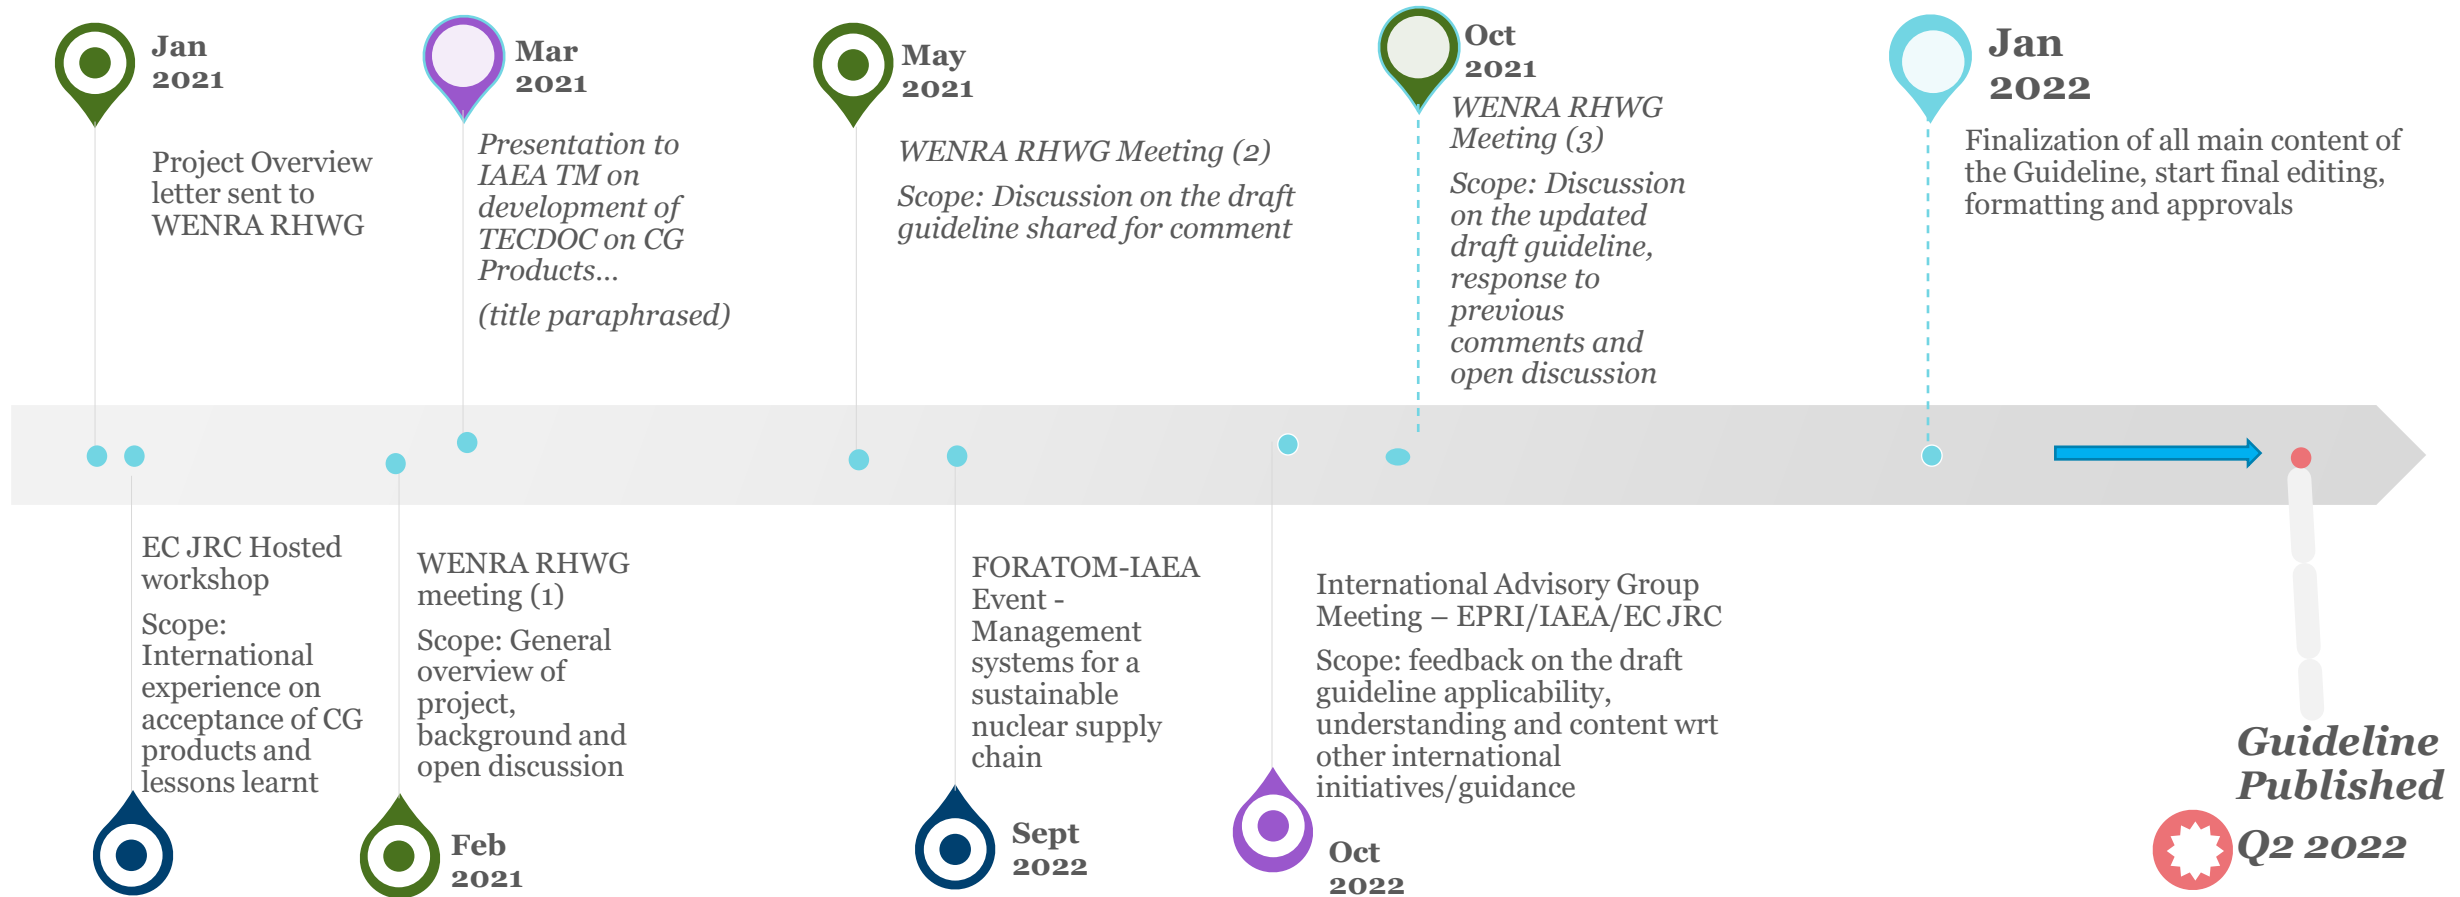 Jan
2021
Project Overview
letter sent to
WENRA RHWG
Mar
2021
Presentation to
IAEA TM on
development of
TECDOC on CG
Products...
(title paraphrased)
May
2021
WENRA RHWG Meeting (2)
Scope: Discussion on the draft
guideline shared for comment
Oct
2021
WENRA RHWG
Meeting (3)
Scope: Discussion
on the updated
draft guideline,
response to
previous
comments and
open discussion
Jan
2022
Finalization of all main content of
the Guideline, start final editing,
formatting and approvals
EC JRC Hosted
workshop
Scope:
International
experience on
acceptance of CG
products and
lessons learnt
WENRA RHWG
meeting (1)
Scope: General
overview of
project,
background and
open discussion
Feb
2021
FORATOM-IAEA
Event -
Management
systems for a
sustainable
nuclear supply
chain
Sept
2022
International Advisory Group
Meeting – EPRI/IAEA/EC JRC
Scope: feedback on the draft
guideline applicability,
understanding and content wrt
other international
initiatives/guidance
Oct
2022
Guideline
Published
Q2 2022